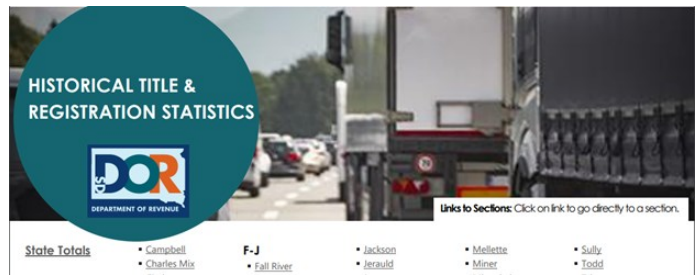 HISTORICAL TITLE &
REGISTRATION STATISTICS
SD
DOR
DEPARTMENT OF REVENUE
Links to Sections: Click on link to go directly to a section.
State Totals
▪ Campbell
▪ Charles Mix
F-J
▪ Fall River
▪ Jackson
▪ Jerauld
▪ Mellette
▪ Miner
▪ Sully
▪ Todd